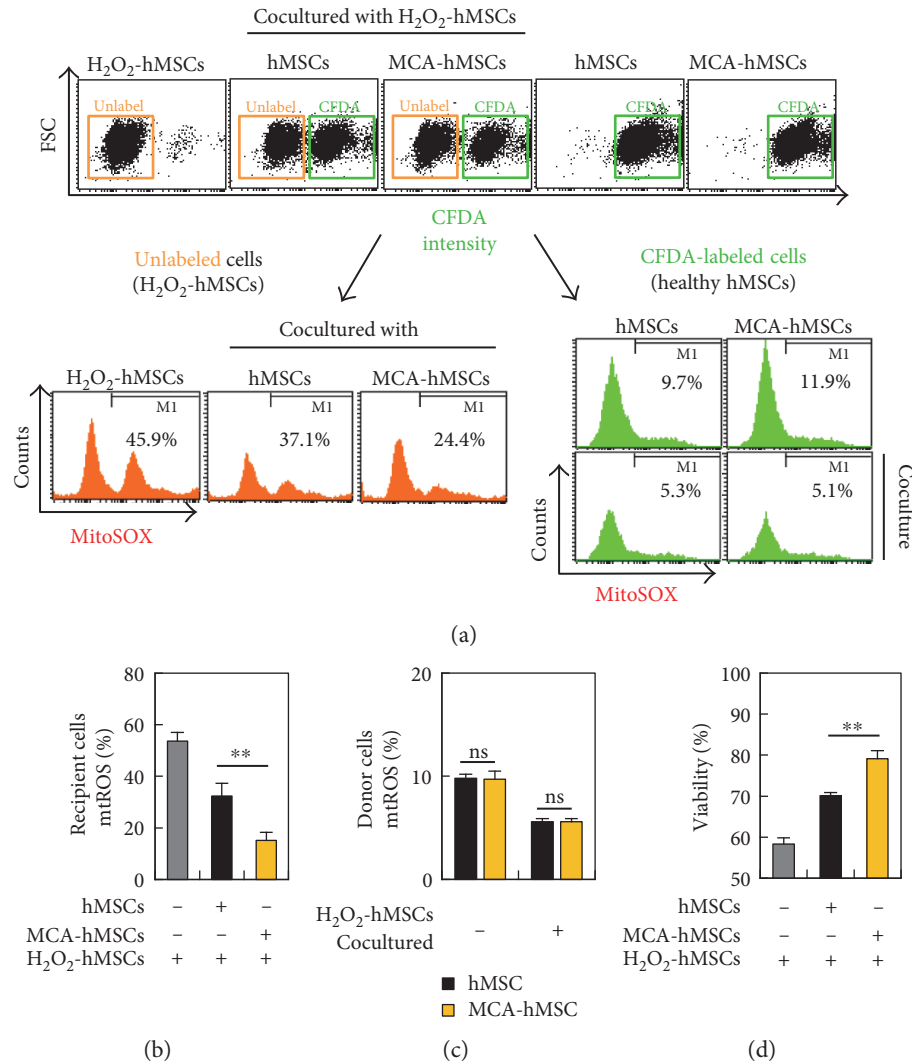 Cocultured with H₂O₂-hMSCs
H₂O₂-hMSCs hMSCs MCA-hMSCs hMSCs MCA-hMSCs
Unlabel Unlabel CFDA Unlabel CFDA CFDA CFDA
FSC
CFDA
intensity
Unlabeled cells
(H₂O₂-hMSCs)
CFDA-labeled cells
(healthy hMSCs)
Cocultured with
H₂O₂-hMSCs hMSCs MCA-hMSCs
M1 M1 M1
45.9% 37.1% 24.4%
Counts
MitoSOX
hMSCs MCA-hMSCs
M1 M1
9.7% 11.9%
M1 M1
5.3% 5.1%
Counts
Coculture
MitoSOX
(a)
80
60
40
20
0
Recipient cells
mtROS (%)
**
hMSCs – + –
MCA-hMSCs – – +
H₂O₂-hMSCs + + +
(b)
20
10
0
Donor cells
mtROS (%)
ns
ns
H₂O₂-hMSCs
Cocultured
– +
hMSC
MCA-hMSC
(c)
100
90
80
70
60
50
Viability (%)
**
hMSCs – + –
MCA-hMSCs – – +
H₂O₂-hMSCs + + +
(d)